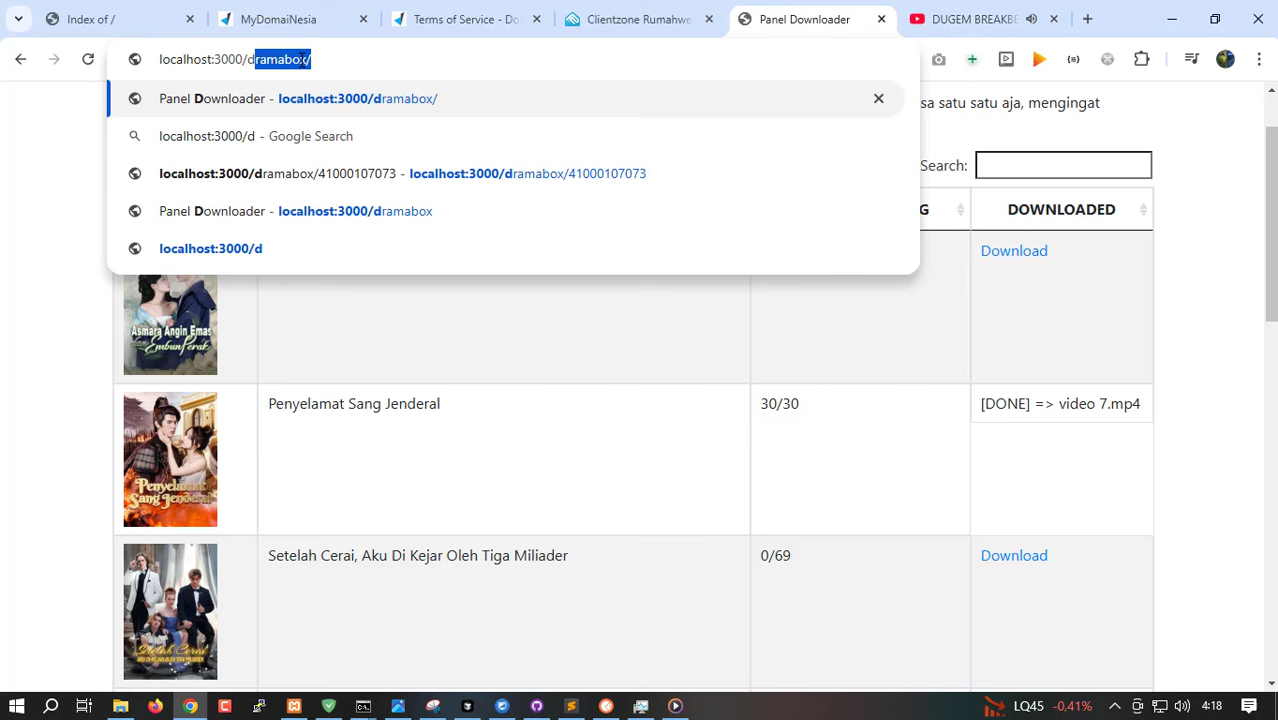 Index of /
MyDomaiNesia
Terms of Service - Do
Clientzone Rumahwe
Panel Downloader
DUGEM BREAKBE
localhost:3000/dramabox/
Panel Downloader - localhost:3000/dramabox/
localhost:3000/d - Google Search
localhost:3000/dramabox/41000107073 - localhost:3000/dramabox/41000107073
Panel Downloader - localhost:3000/dramabox
localhost:3000/d
sa satu satu aja, mengingat
Search:
G
DOWNLOADED
Asmara Angin Emas
dan Embun Perak
Download
Penyelamat
Sang Jenderal
Penyelamat Sang Jenderal
30/30
[DONE] => video 7.mp4
Setelah Cerai
Setelah Cerai, Aku Di Kejar Oleh Tiga Miliader
0/69
Download
LQ45
-0.41%
4:18